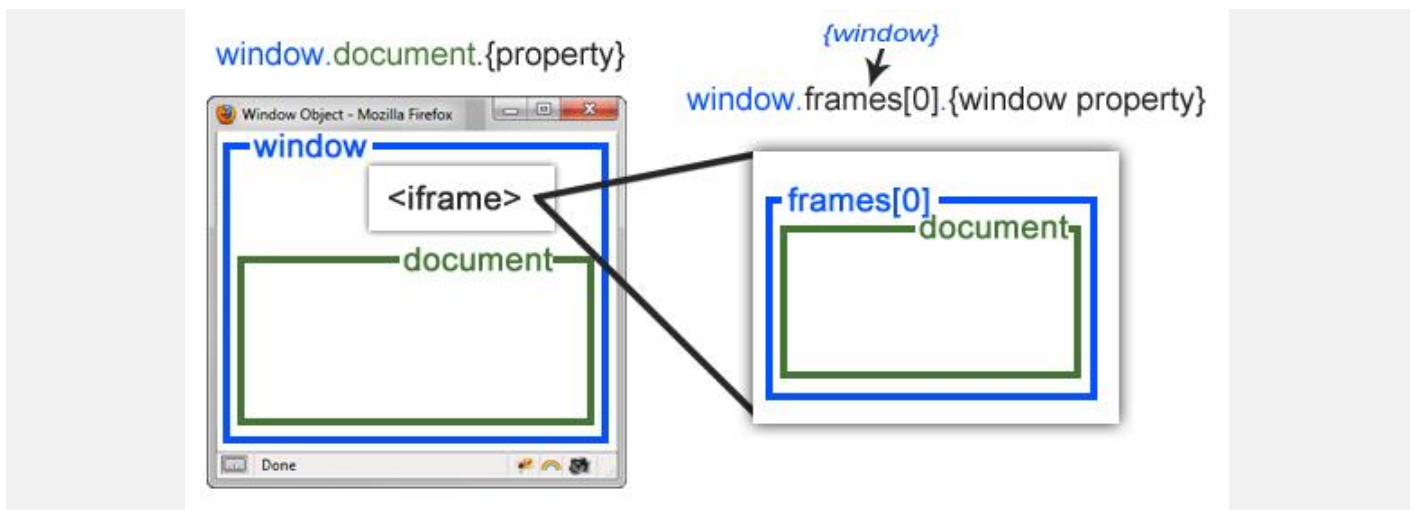 window.document.{property}
{window}
window.frames[0].{window property}
Window Object - Mozilla Firefox
window
<iframe>
document
Done
frames[0]
document